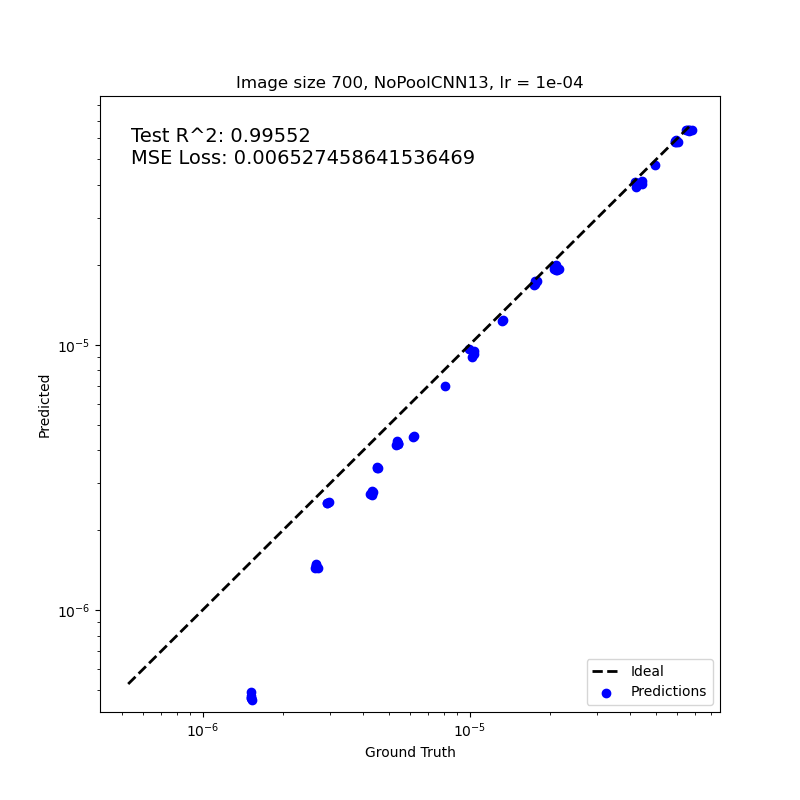 Image size 700, NoPoolCNN13, lr = 1e-04
Test R^2: 0.99552
MSE Loss: 0.006527458641536469
Predicted
10⁻⁵
10⁻⁶
Ideal
Predictions
10⁻⁶
10⁻⁵
Ground Truth